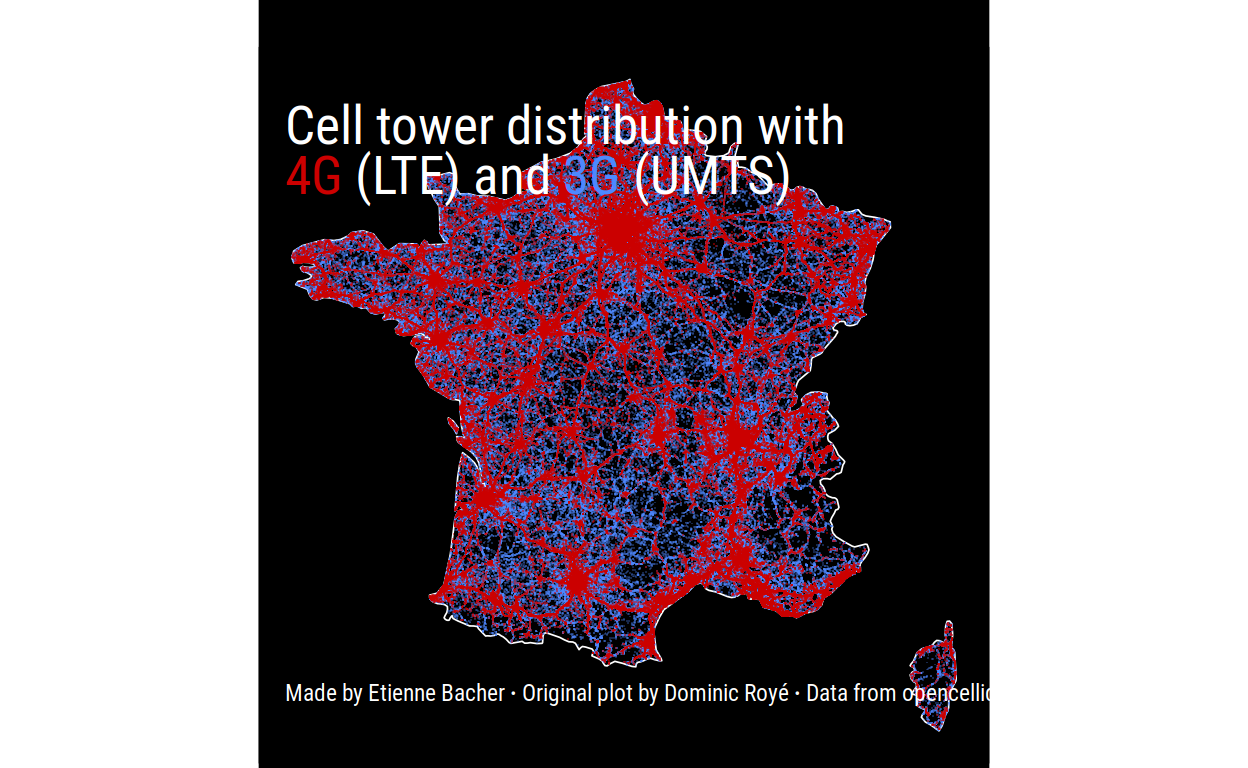 Cell tower distribution with
4G (LTE) and 3G (UMTS)
Made by Etienne Bacher · Original plot by Dominic Royé · Data from opencellid